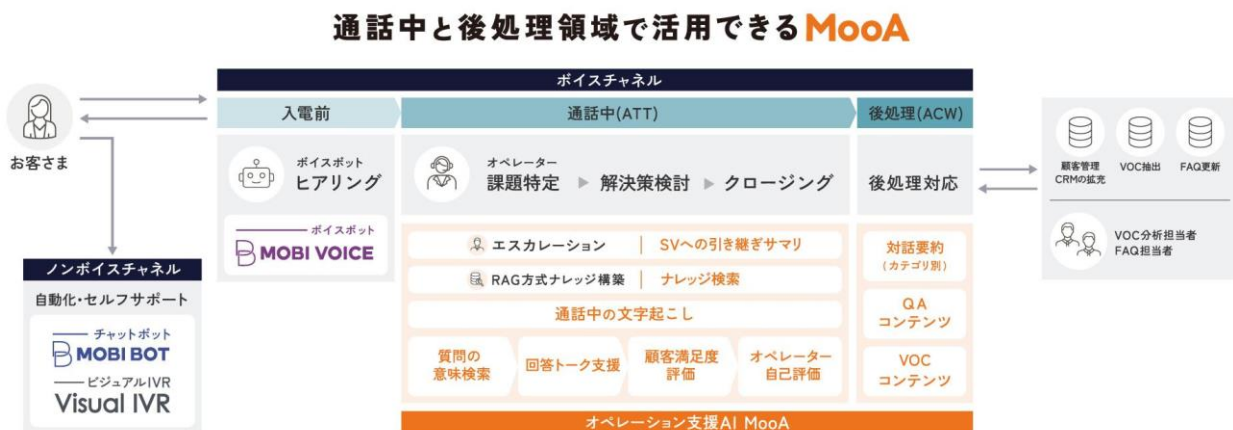 通話中と後処理領域で活用できる MooA
お客さま
ボイスチャネル
入電前
通話中(ATT)
後処理(ACW)
ボイスボット
ヒアリング
オペレーター
課題特定 ▶ 解決策検討 ▶ クロージング
後処理対応
ボイスボット
MOBI VOICE
エスカレーション | SVへの引き継ぎサマリ
RAG方式ナレッジ構築 | ナレッジ検索
通話中の文字起こし
質問の
意味検索
回答トーク支援
顧客満足度
評価
オペレーター
自己評価
対話要約
(カテゴリ別)
QA
コンテンツ
VOC
コンテンツ
オペレーション支援AI MooA
ノンボイスチャネル
自動化・セルフサポート
チャットボット
MOBI BOT
ビジュアルIVR
Visual IVR
顧客管理
CRMの拡充
VOC抽出
FAQ更新
VOC分析担当者
FAQ担当者